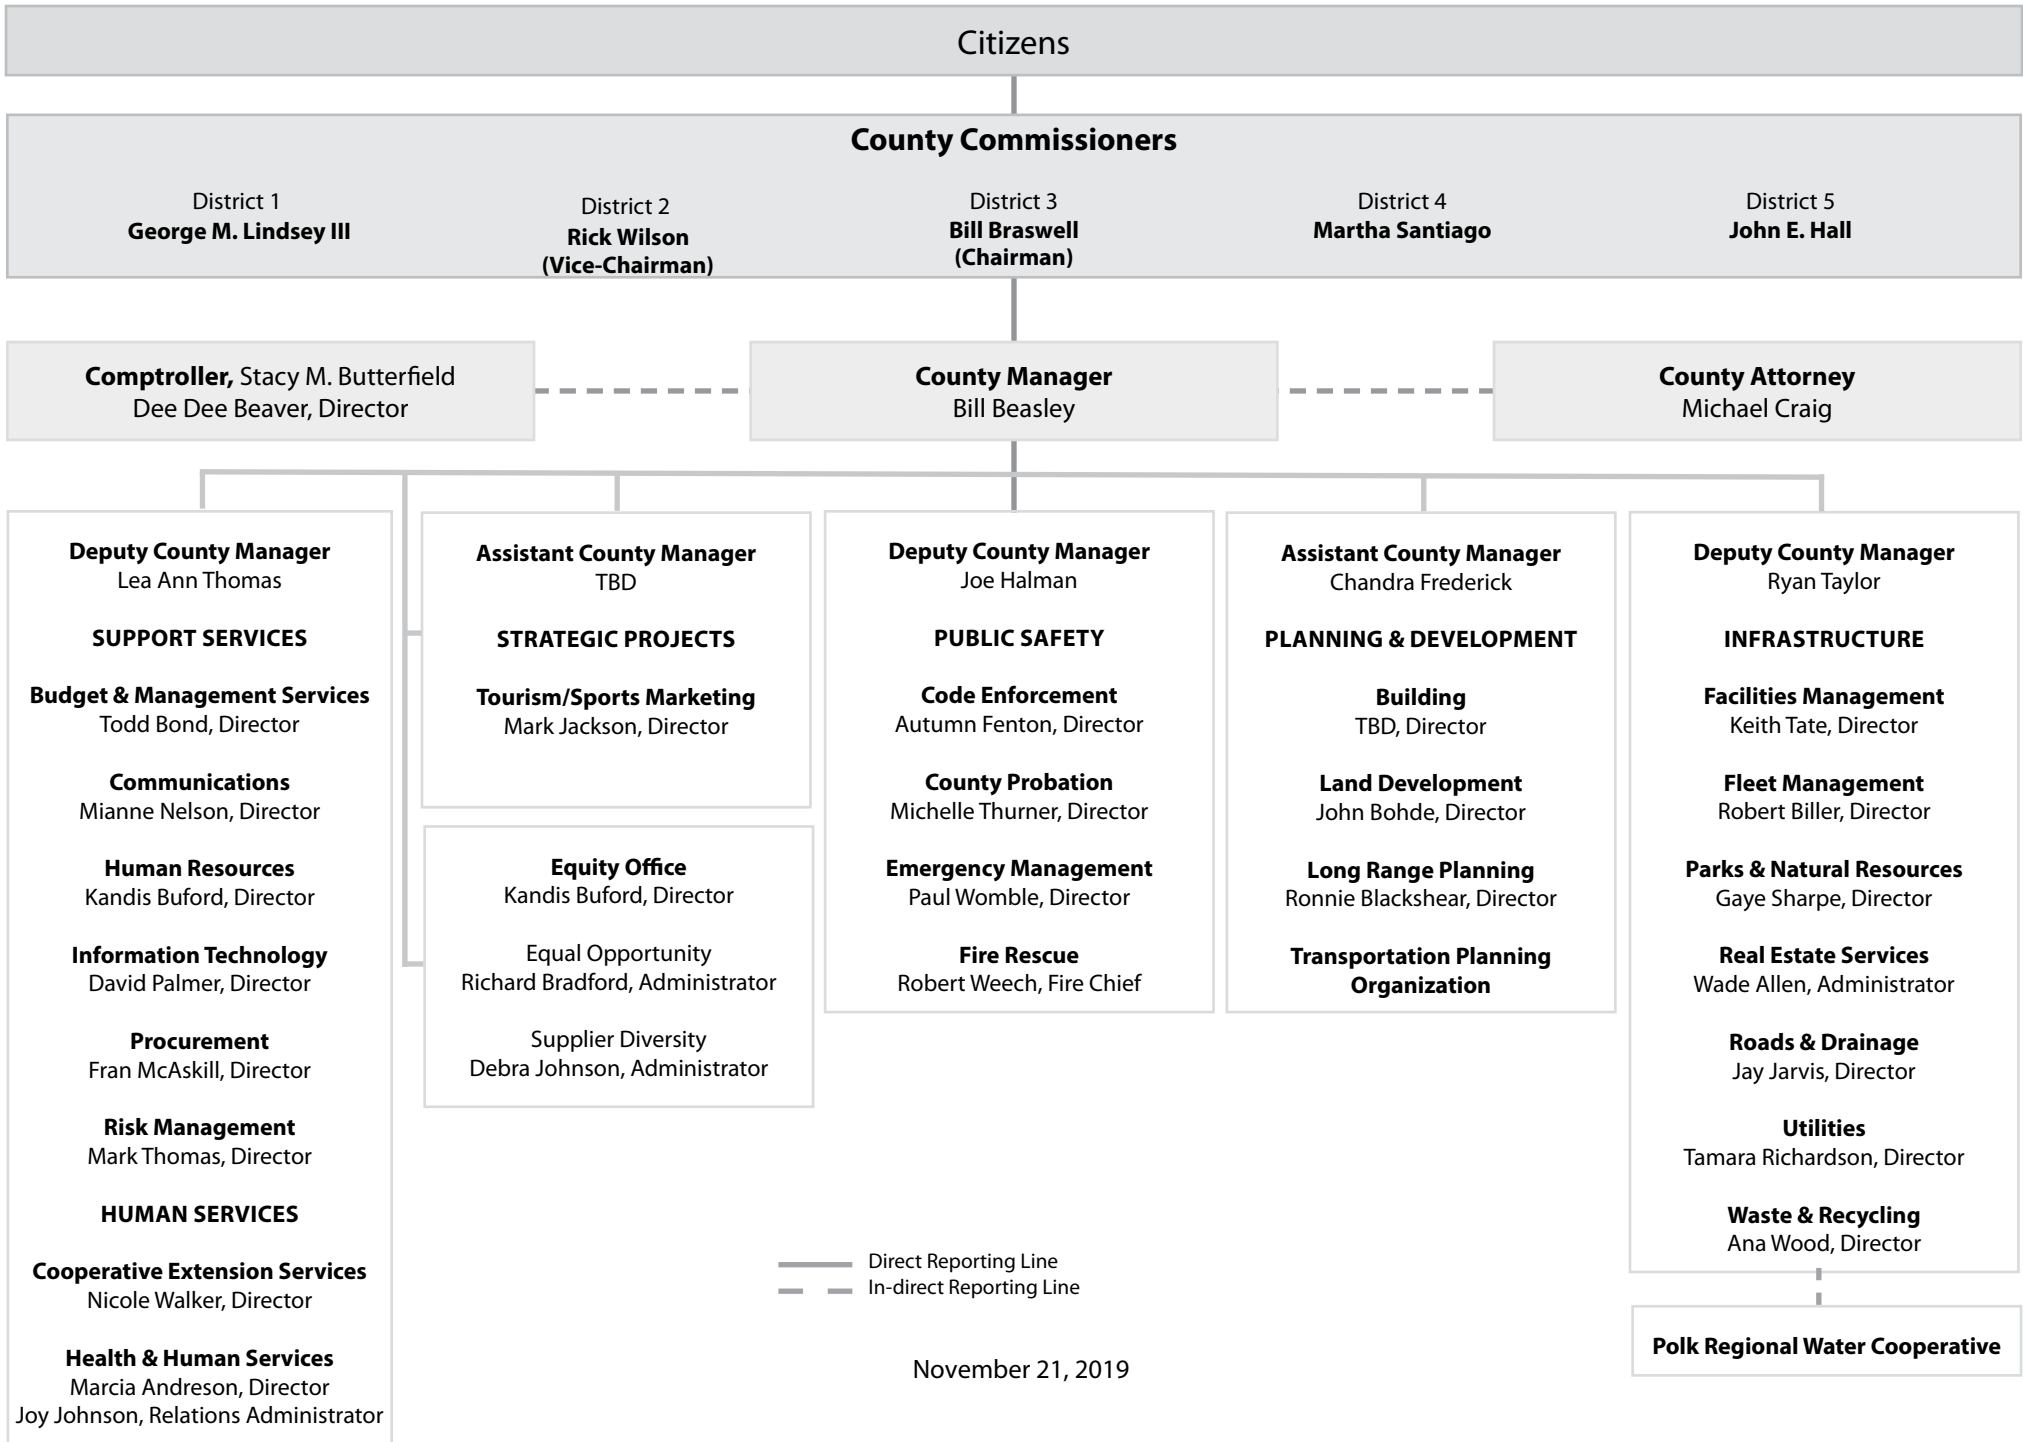 Citizens
County Commissioners
District 1
George M. Lindsey III
District 2
Rick Wilson
(Vice-Chairman)
District 3
Bill Braswell
(Chairman)
District 4
Martha Santiago
District 5
John E. Hall
Comptroller, Stacy M. Butterfield
Dee Dee Beaver, Director
County Manager
Bill Beasley
County Attorney
Michael Craig
Deputy County Manager
Lea Ann Thomas
SUPPORT SERVICES
Budget & Management Services
Todd Bond, Director
Communications
Mianne Nelson, Director
Human Resources
Kandis Buford, Director
Information Technology
David Palmer, Director
Procurement
Fran McAskill, Director
Risk Management
Mark Thomas, Director
HUMAN SERVICES
Cooperative Extension Services
Nicole Walker, Director
Health & Human Services
Marcia Andreson, Director
Joy Johnson, Relations Administrator
Assistant County Manager
TBD
STRATEGIC PROJECTS
Tourism/Sports Marketing
Mark Jackson, Director
Equity Office
Kandis Buford, Director
Equal Opportunity
Richard Bradford, Administrator
Supplier Diversity
Debra Johnson, Administrator
Deputy County Manager
Joe Halman
PUBLIC SAFETY
Code Enforcement
Autumn Fenton, Director
County Probation
Michelle Thurner, Director
Emergency Management
Paul Womble, Director
Fire Rescue
Robert Weech, Fire Chief
Assistant County Manager
Chandra Frederick
PLANNING & DEVELOPMENT
Building
TBD, Director
Land Development
John Bohde, Director
Long Range Planning
Ronnie Blackshear, Director
Transportation Planning
Organization
Deputy County Manager
Ryan Taylor
INFRASTRUCTURE
Facilities Management
Keith Tate, Director
Fleet Management
Robert Biller, Director
Parks & Natural Resources
Gaye Sharpe, Director
Real Estate Services
Wade Allen, Administrator
Roads & Drainage
Jay Jarvis, Director
Utilities
Tamara Richardson, Director
Waste & Recycling
Ana Wood, Director
Polk Regional Water Cooperative
Direct Reporting Line
In-direct Reporting Line
November 21, 2019